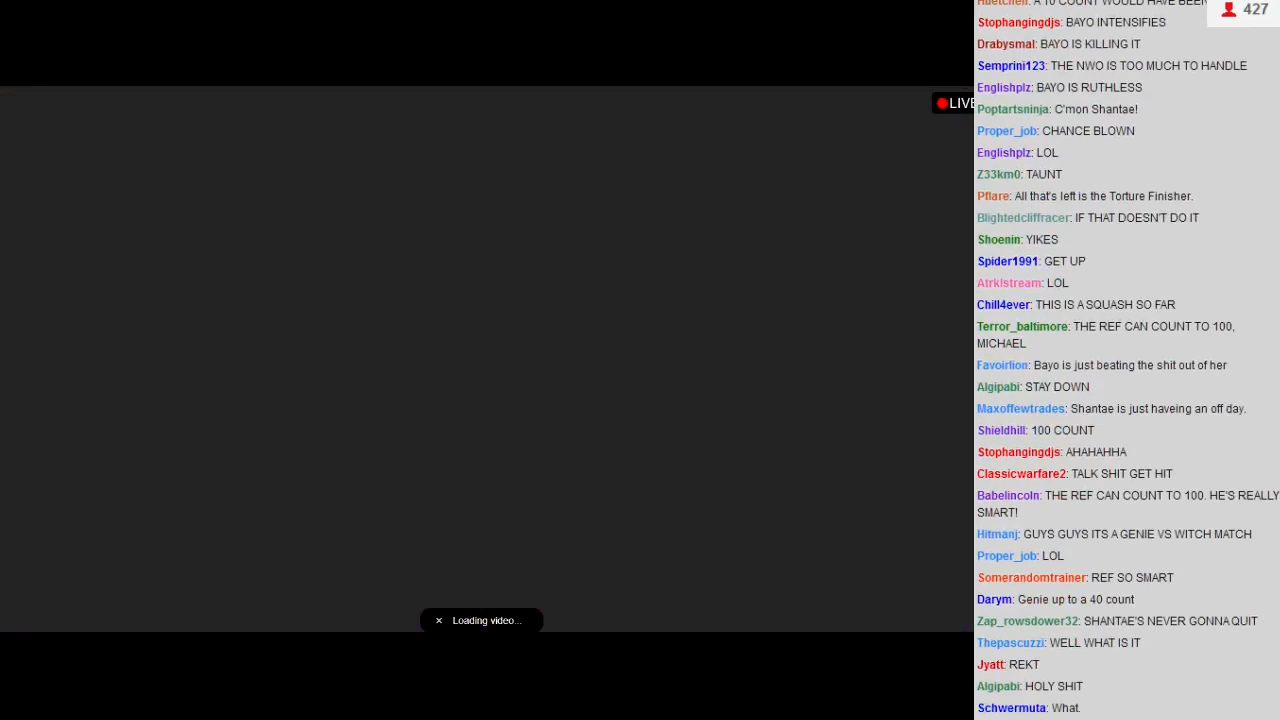 Huetchell: A 10 COUNT WOULD HAVE BEEN
427
Stophangingdjs: BAYO INTENSIFIES
Drabysmal: BAYO IS KILLING IT
Semprini123: THE NWO IS TOO MUCH TO HANDLE
Englishplz: BAYO IS RUTHLESS
LIVE
Poptartsninja: C'mon Shantae!
Proper_job: CHANCE BLOWN
Englishplz: LOL
Z33km0: TAUNT
Pflare: All that's left is the Torture Finisher.
Blightedcliffracer: IF THAT DOESN'T DO IT
Shoenin: YIKES
Spider1991: GET UP
Atrklstream: LOL
Chill4ever: THIS IS A SQUASH SO FAR
Terror_baltimore: THE REF CAN COUNT TO 100,
MICHAEL
Favoirlion: Bayo is just beating the shit out of her
Algipabi: STAY DOWN
Maxoffewtrades: Shantae is just haveing an off day.
Shieldhill: 100 COUNT
Stophangingdjs: AHAHAHHA
Classicwarfare2: TALK SHIT GET HIT
Babelincoln: THE REF CAN COUNT TO 100. HE'S REALLY
SMART!
Hitmanj: GUYS GUYS ITS A GENIE VS WITCH MATCH
Proper_job: LOL
Somerandomtrainer: REF SO SMART
Darym: Genie up to a 40 count
Zap_rowsdower32: SHANTAE'S NEVER GONNA QUIT
× Loading video...
Thepascuzzi: WELL WHAT IS IT
Jyatt: REKT
Algipabi: HOLY SHIT
Schwermuta: What.